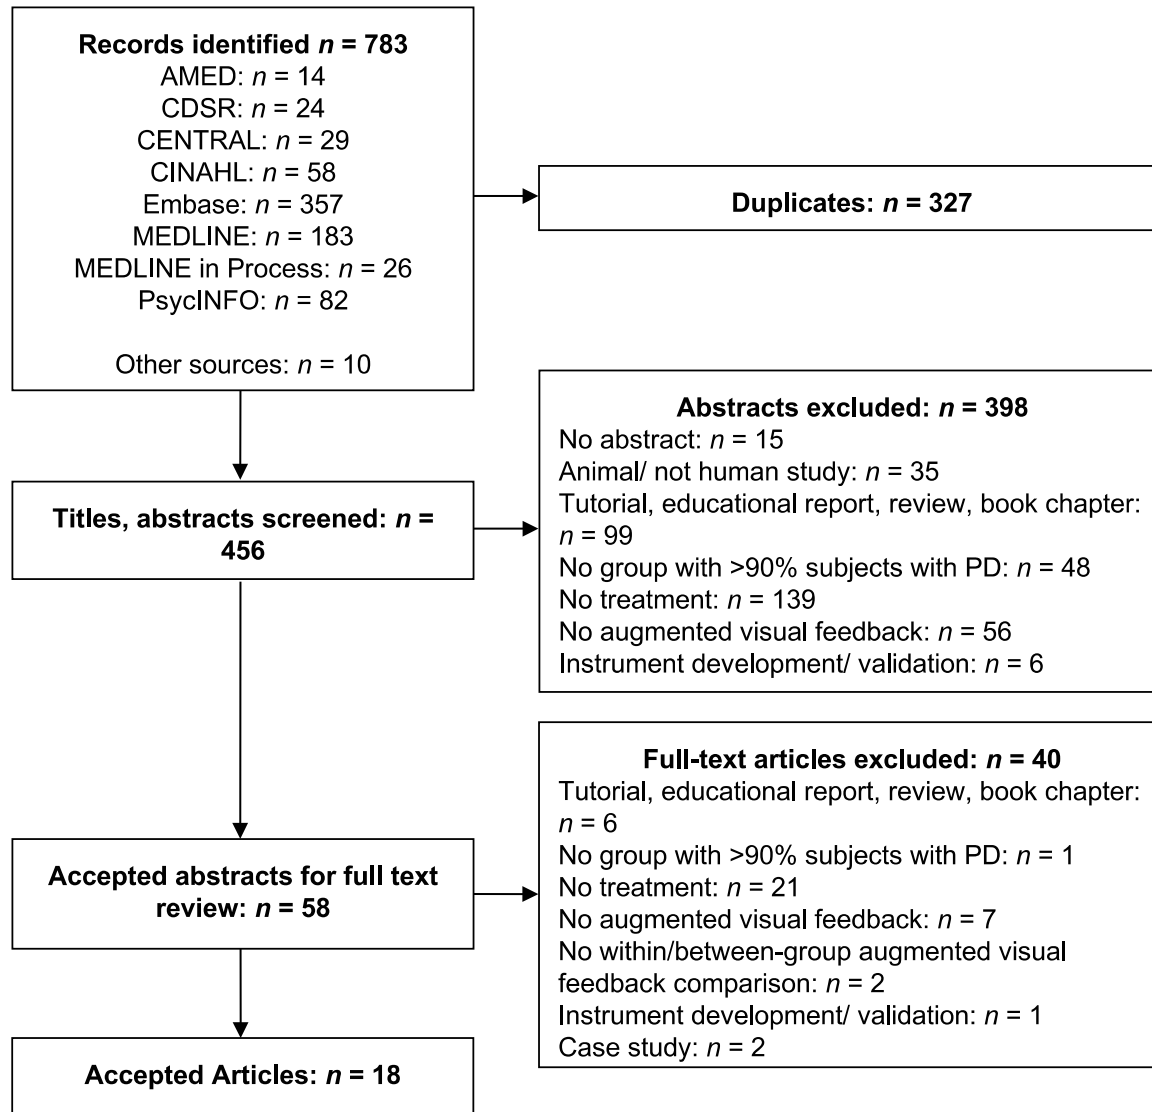 Records identified n = 783
AMED: n = 14
CDSR: n = 24
CENTRAL: n = 29
CINAHL: n = 58
Embase: n = 357
MEDLINE: n = 183
MEDLINE in Process: n = 26
PsycINFO: n = 82
Other sources: n = 10
Duplicates: n = 327
Titles, abstracts screened: n =
456
Abstracts excluded: n = 398
No abstract: n = 15
Animal/ not human study: n = 35
Tutorial, educational report, review, book chapter:
n = 99
No group with >90% subjects with PD: n = 48
No treatment: n = 139
No augmented visual feedback: n = 56
Instrument development/ validation: n = 6
Accepted abstracts for full text
review: n = 58
Full-text articles excluded: n = 40
Tutorial, educational report, review, book chapter:
n = 6
No group with >90% subjects with PD: n = 1
No treatment: n = 21
No augmented visual feedback: n = 7
No within/between-group augmented visual
feedback comparison: n = 2
Instrument development/ validation: n = 1
Case study: n = 2
Accepted Articles: n = 18